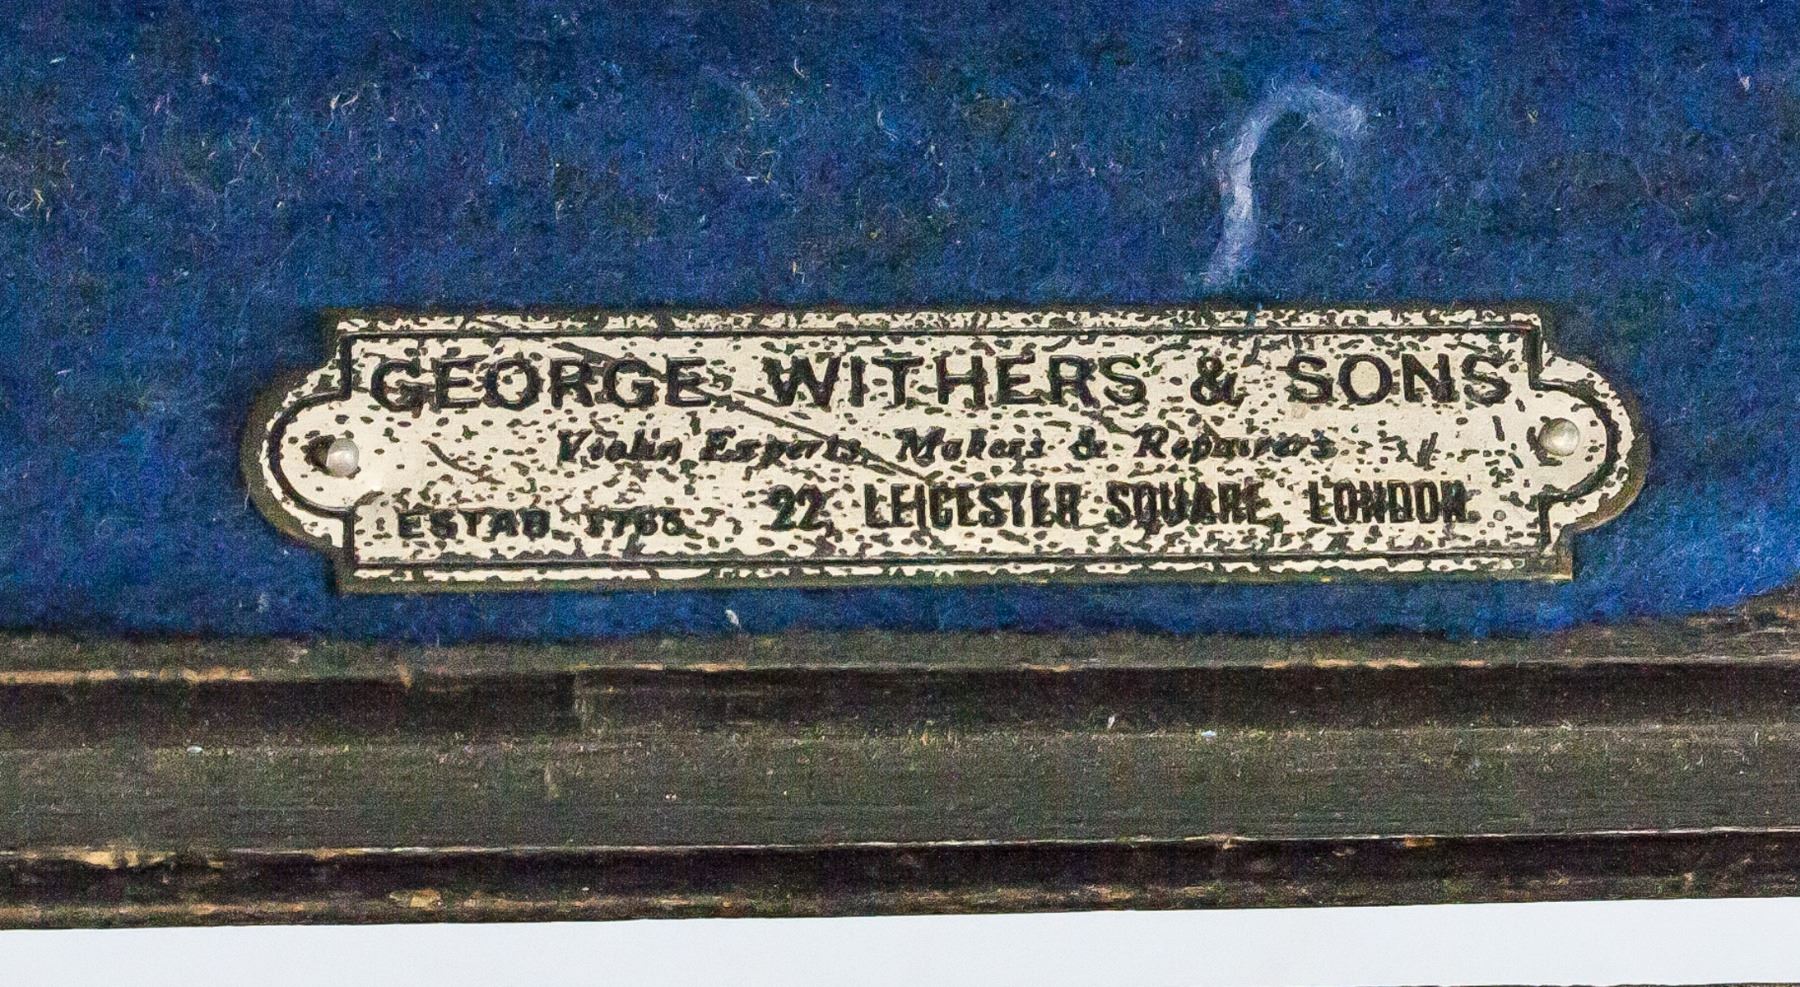 GEORGE WITHERS & SONS
Violin Experts, Makers & Repairers
ESTAB. 1765. 22, LEICESTER SQUARE, LONDON.